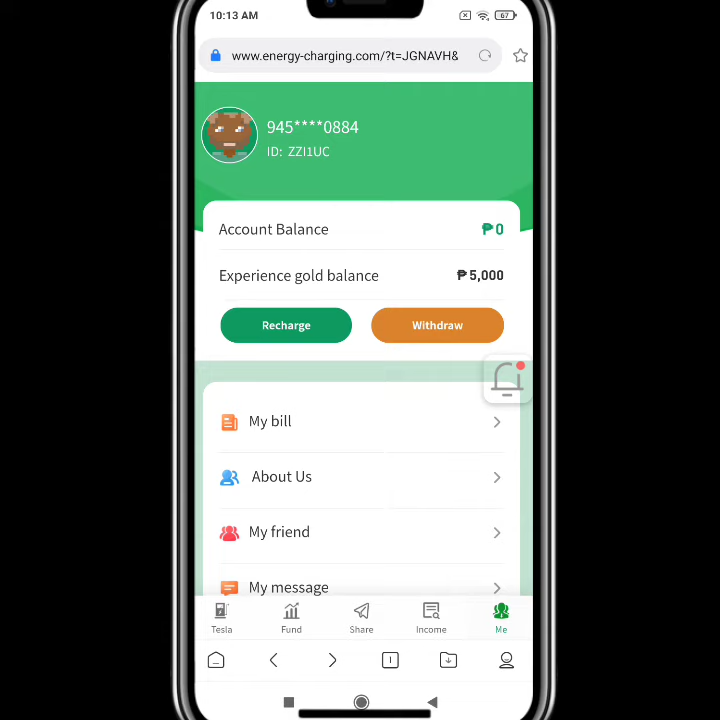 10:13 AM
67
www.energy-charging.com/?t=JGNAVH&
945****0884
ID: ZZI1UC
Account Balance
₱0
Experience gold balance
₱5,000
Recharge
Withdraw
My bill
About Us
My friend
My message
Tesla
Fund
Share
Income
Me